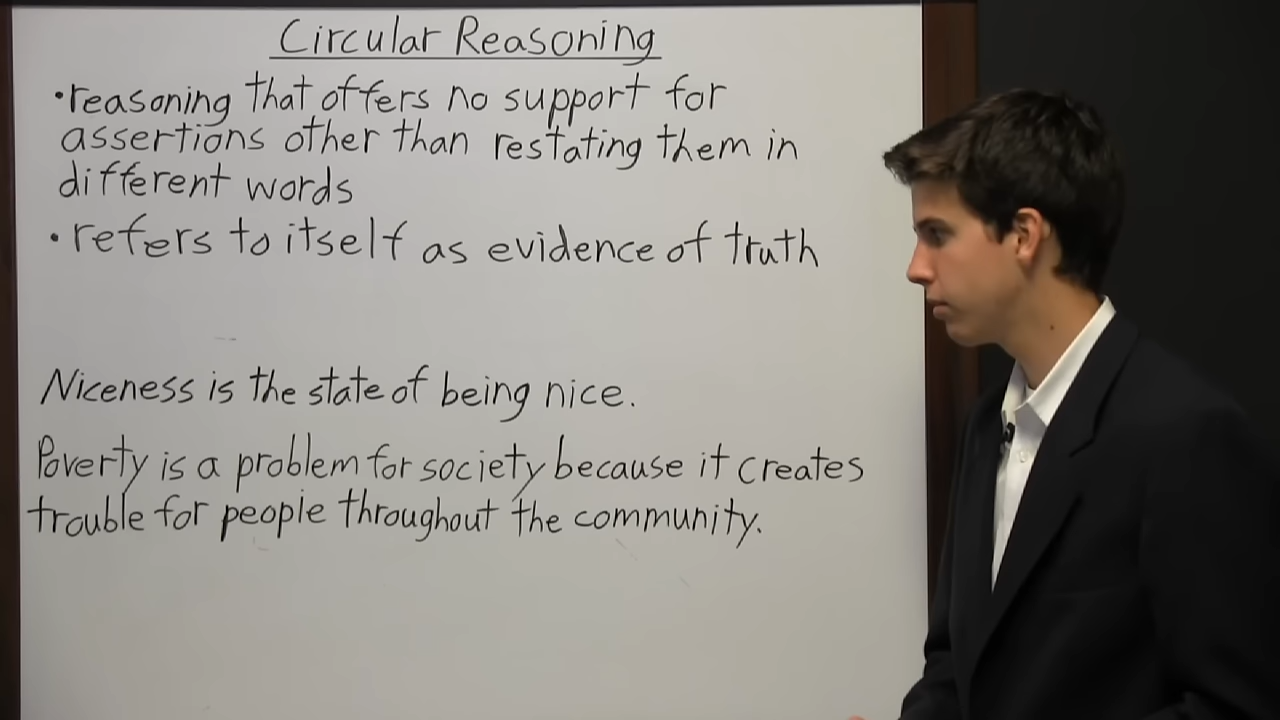 Circular Reasoning
•reasoning that offers no support for
assertions other than restating them in
different words
•refers to itself as evidence of truth
Niceness is the state of being nice.
Poverty is a problem for society because it creates
trouble for people throughout the community.